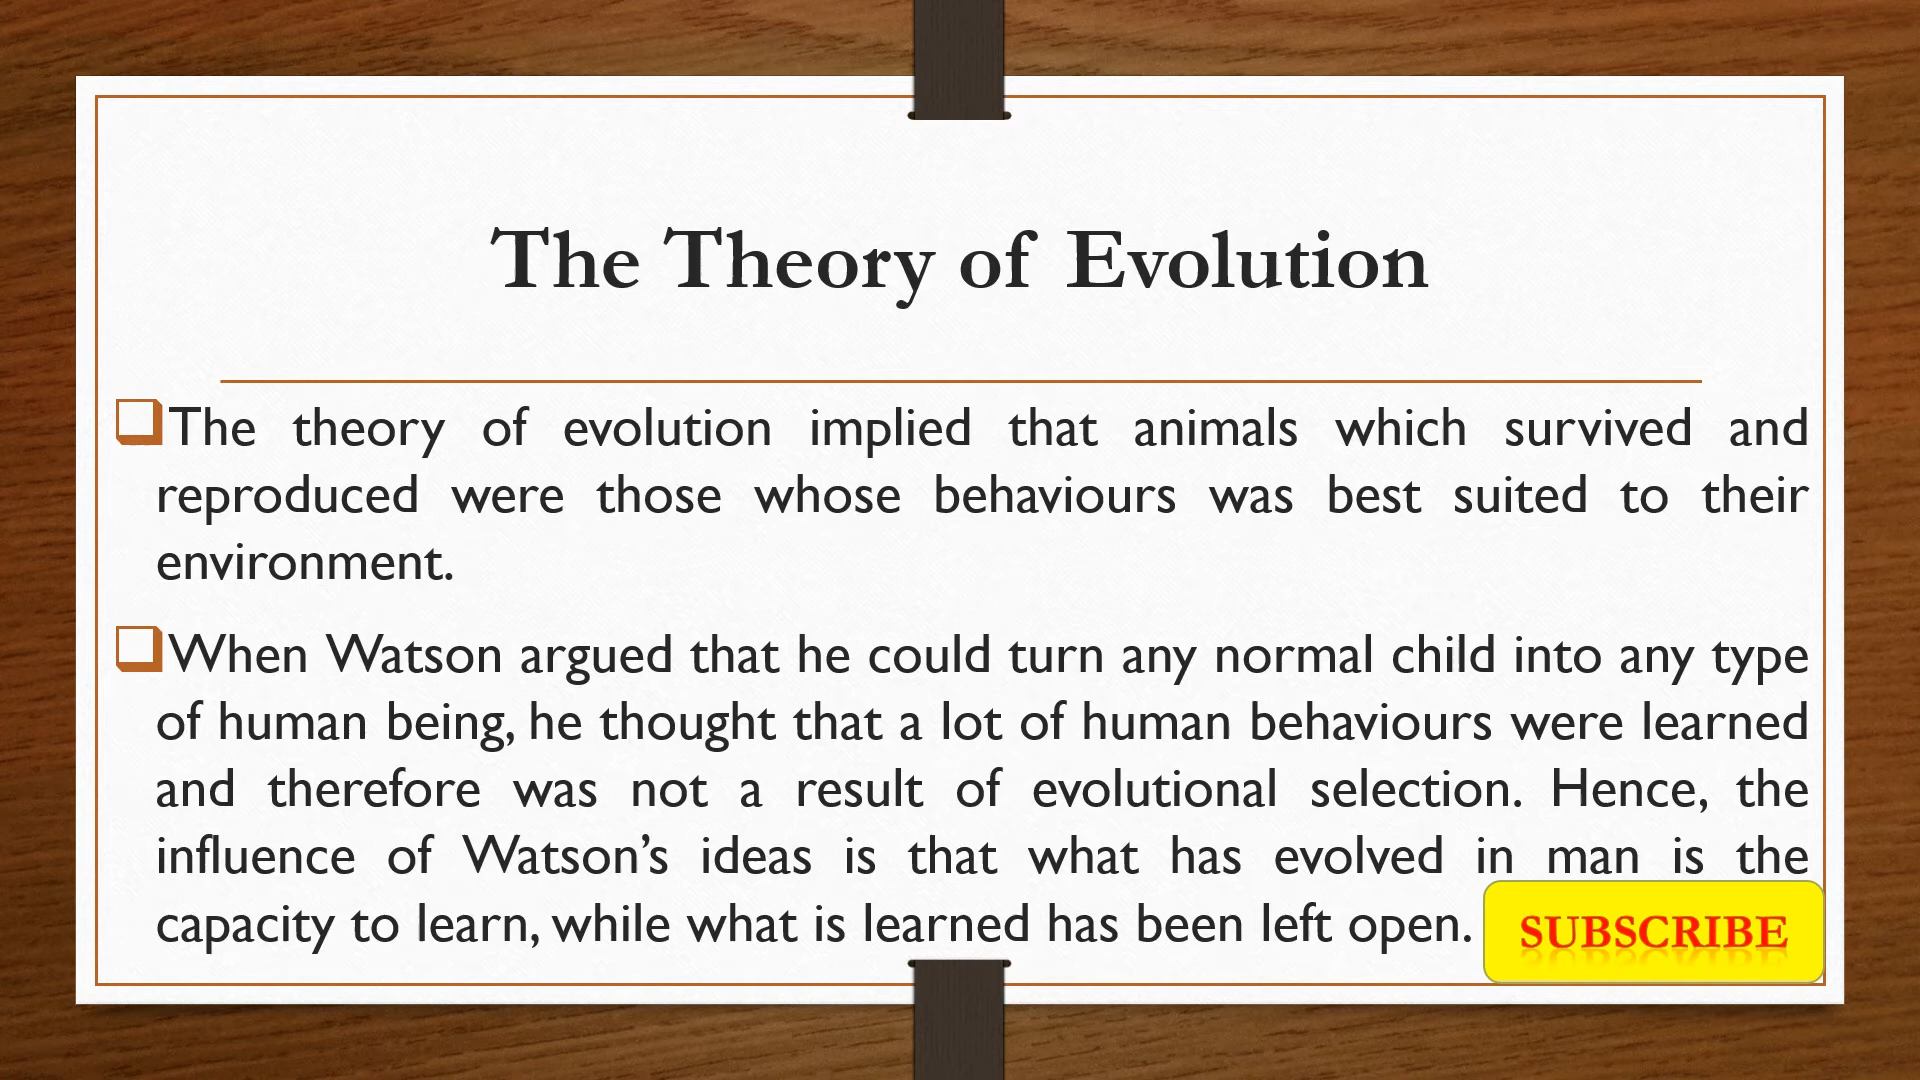 The Theory of Evolution
The theory of evolution implied that animals which survived and
reproduced were those whose behaviours was best suited to their
environment.
When Watson argued that he could turn any normal child into any type
of human being, he thought that a lot of human behaviours were learned
and therefore was not a result of evolutional selection. Hence, the
influence of Watson’s ideas is that what has evolved in man is the
capacity to learn, while what is learned has been left open.
SUBSCRIBE